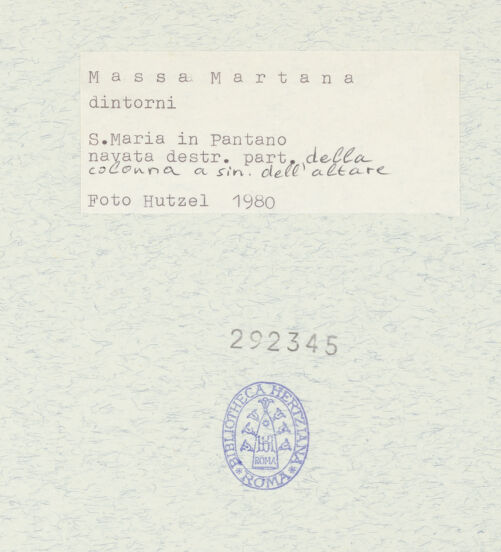 Massa Martana
dintorni
S.Maria in Pantano
navata destr. part. della
colonna a sin. dell'altare
Foto Hutzel 1980
292345
BIBLIOTHECA HERTZIANA
ROMA
ROMA